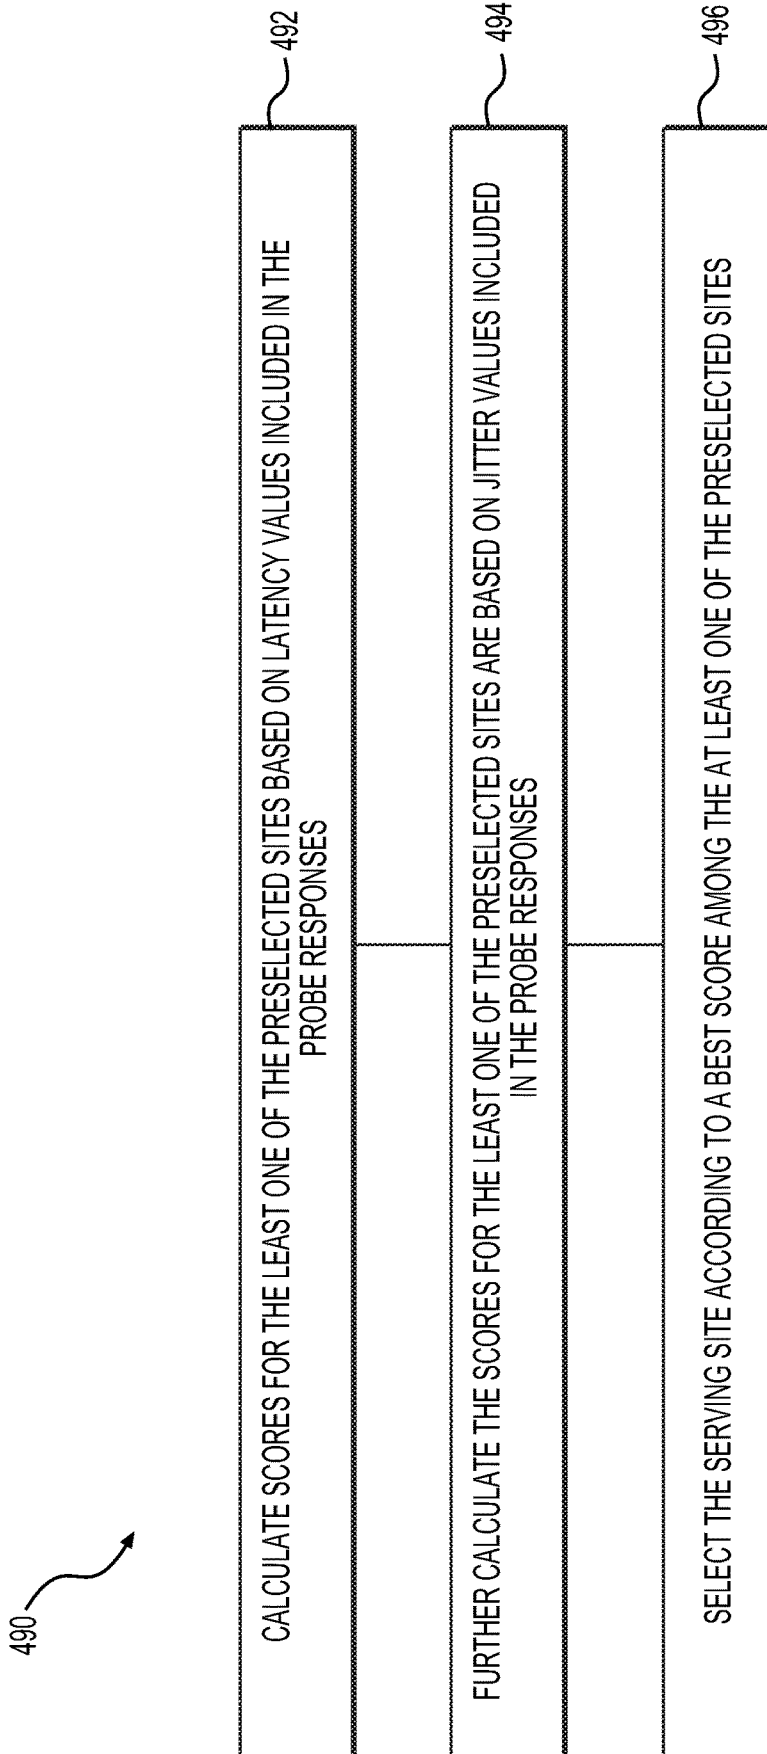 490
CALCULATE SCORES FOR THE LEAST ONE OF THE PRESELECTED SITES BASED ON LATENCY VALUES INCLUDED IN THE
PROBE RESPONSES
492
FURTHER CALCULATE THE SCORES FOR THE LEAST ONE OF THE PRESELECTED SITES ARE BASED ON JITTER VALUES INCLUDED
IN THE PROBE RESPONSES
494
SELECT THE SERVING SITE ACCORDING TO A BEST SCORE AMONG THE AT LEAST ONE OF THE PRESELECTED SITES
496